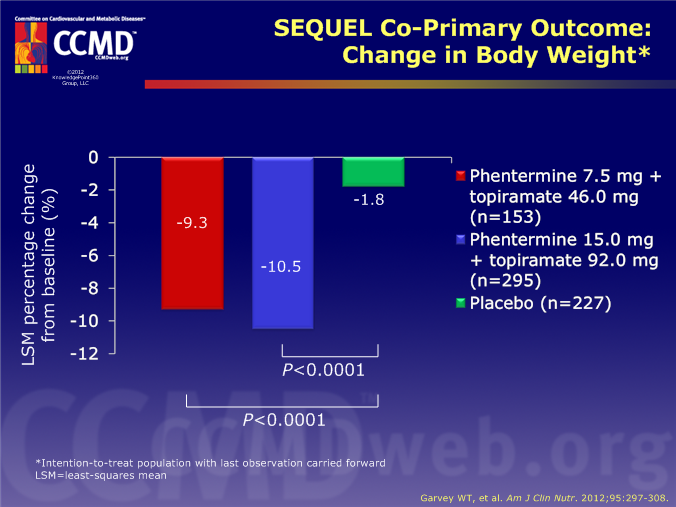 Committee on Cardiovascular and Metabolic Diseases™
CCMD™
CCMDweb.org
©2012
KnowledgePoint360
Group, LLC
SEQUEL Co-Primary Outcome:
Change in Body Weight*
LSM percentage change
from baseline (%)
0
-2
-4
-6
-8
-10
-12
-9.3
-10.5
-1.8
Phentermine 7.5 mg +
topiramate 46.0 mg
(n=153)
Phentermine 15.0 mg
+ topiramate 92.0 mg
(n=295)
Placebo (n=227)
P<0.0001
P<0.0001
CCMD™web.org
*Intention-to-treat population with last observation carried forward
LSM=least-squares mean
Garvey WT, et al. Am J Clin Nutr. 2012;95:297-308.